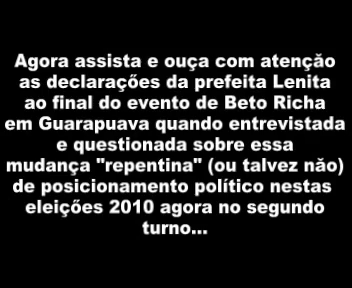 Agora assista e ouça com atenção
as declarações da prefeita Lenita
ao final do evento de Beto Richa
em Guarapuava quando entrevistada
e questionada sobre essa
mudança "repentina" (ou talvez não)
de posicionamento político nestas
eleições 2010 agora no segundo
turno...